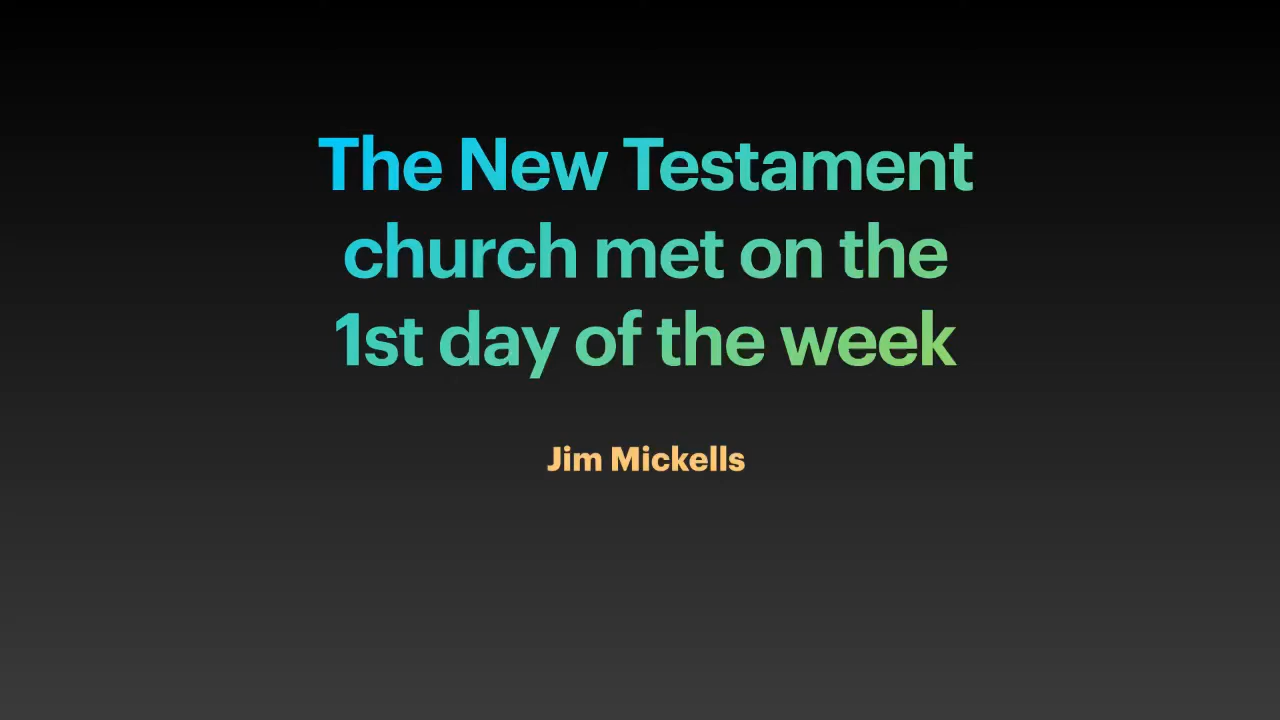 The New Testament
church met on the
1st day of the week
Jim Mickells